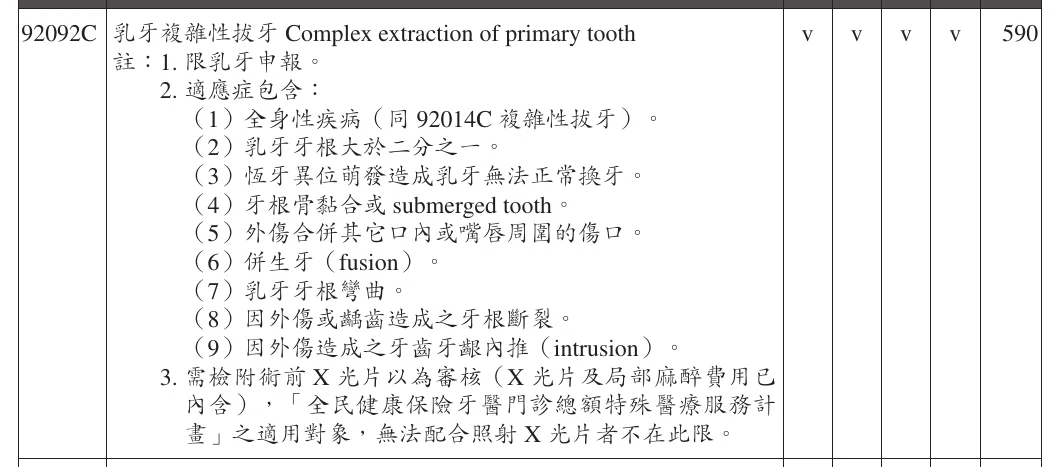 92092C 乳牙複雜性拔牙 Complex extraction of primary tooth v v v v 590
註：1. 限乳牙申報。
2. 適應症包含：
（1）全身性疾病（同 92014C 複雜性拔牙）。
（2）乳牙牙根大於二分之一。
（3）恆牙異位萌發造成乳牙無法正常換牙。
（4）牙根骨黏合或 submerged tooth。
（5）外傷合併其它口內或嘴唇周圍的傷口。
（6）併生牙（fusion）。
（7）乳牙牙根彎曲。
（8）因外傷或齲齒造成之牙根斷裂。
（9）因外傷造成之牙齒牙齦內推（intrusion）。
3. 需檢附術前 X 光片以為審核（X 光片及局部麻醉費用已
內含），「全民健康保險牙醫門診總額特殊醫療服務計
畫」之適用對象，無法配合照射 X 光片者不在此限。